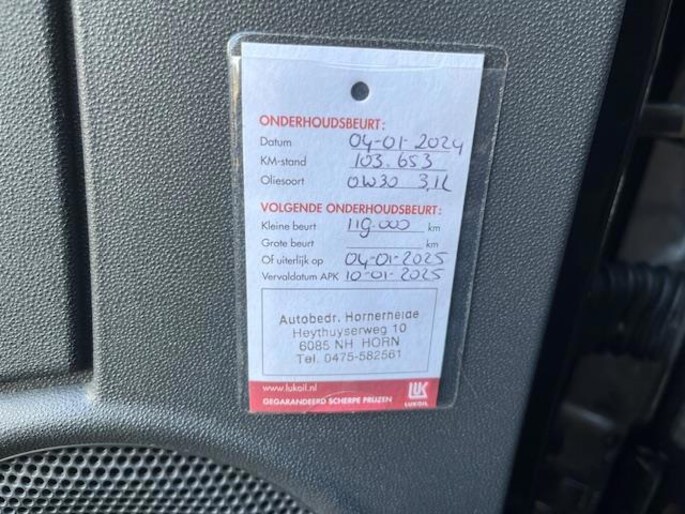 ONDERHOUDSBEURT:
Datum 04-01-2024
KM-stand 103.653
Oliesoort 0W30 3,1L
VOLGENDE ONDERHOUDSBEURT:
Kleine beurt 119.000 km
Grote beurt km
Of uiterlijk op 04-01-2025
Vervaldatum APK 10-01-2025
Autobedr. Hornerheide
Heythuyserweg 10
6085 NH HORN
Tel. 0475-582561
www.lukoil.nl
GEGARANDEERD SCHERPE PRIJZEN
LUK
LUKOIL